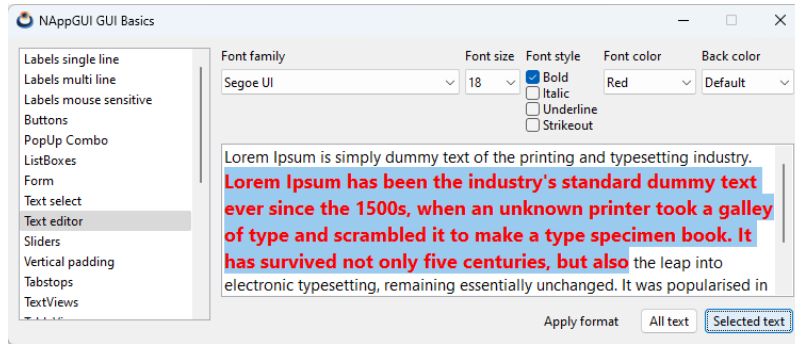 NAppGUI GUI Basics
Labels single line
Labels multi line
Labels mouse sensitive
Buttons
PopUp Combo
ListBoxes
Form
Text select
Text editor
Sliders
Vertical padding
Tabstops
TextViews
Font family
Segoe UI
Font size
18
Font style
Bold
Italic
Underline
Strikeout
Font color
Red
Back color
Default
Lorem Ipsum is simply dummy text of the printing and typesetting industry.
Lorem Ipsum has been the industry's standard dummy text
ever since the 1500s, when an unknown printer took a galley
of type and scrambled it to make a type specimen book. It
has survived not only five centuries, but also the leap into
electronic typesetting, remaining essentially unchanged. It was popularised in
Apply format
All text
Selected text